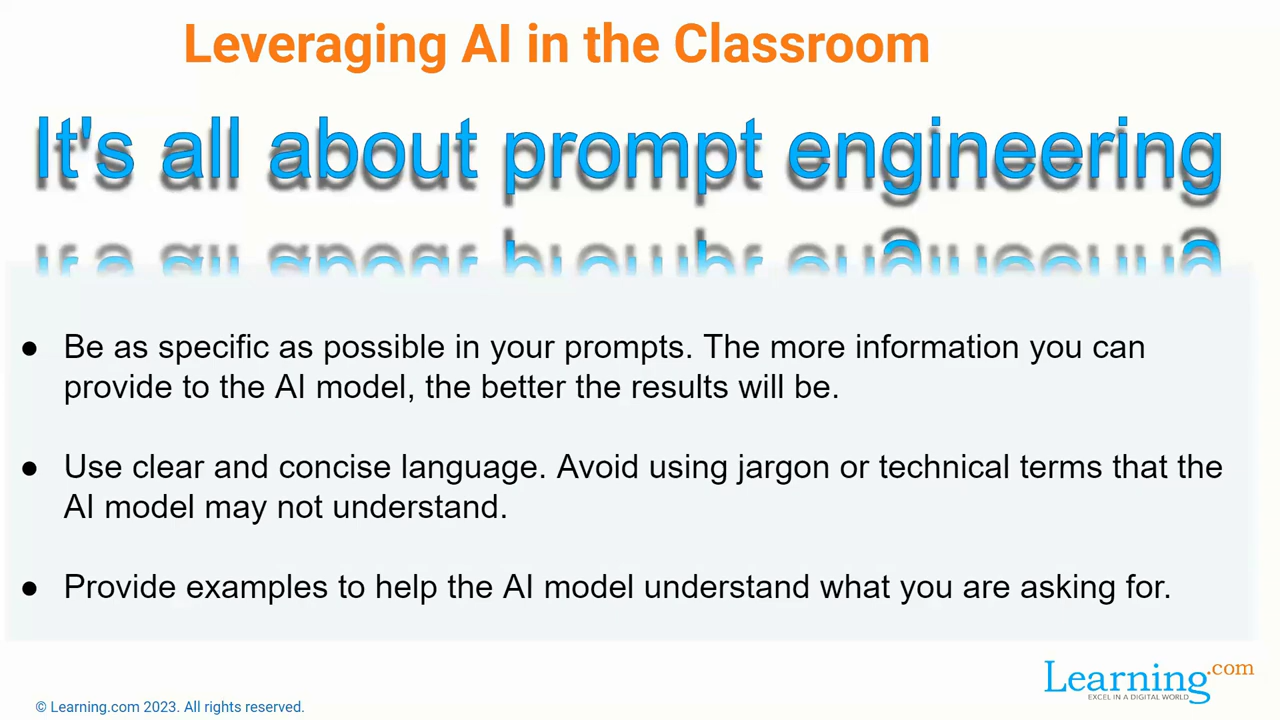 Leveraging AI in the Classroom
It's all about prompt engineering
● Be as specific as possible in your prompts. The more information you can
provide to the AI model, the better the results will be.
● Use clear and concise language. Avoid using jargon or technical terms that the
AI model may not understand.
● Provide examples to help the AI model understand what you are asking for.
Learning.com
EXCEL IN A DIGITAL WORLD
© Learning.com 2023. All rights reserved.